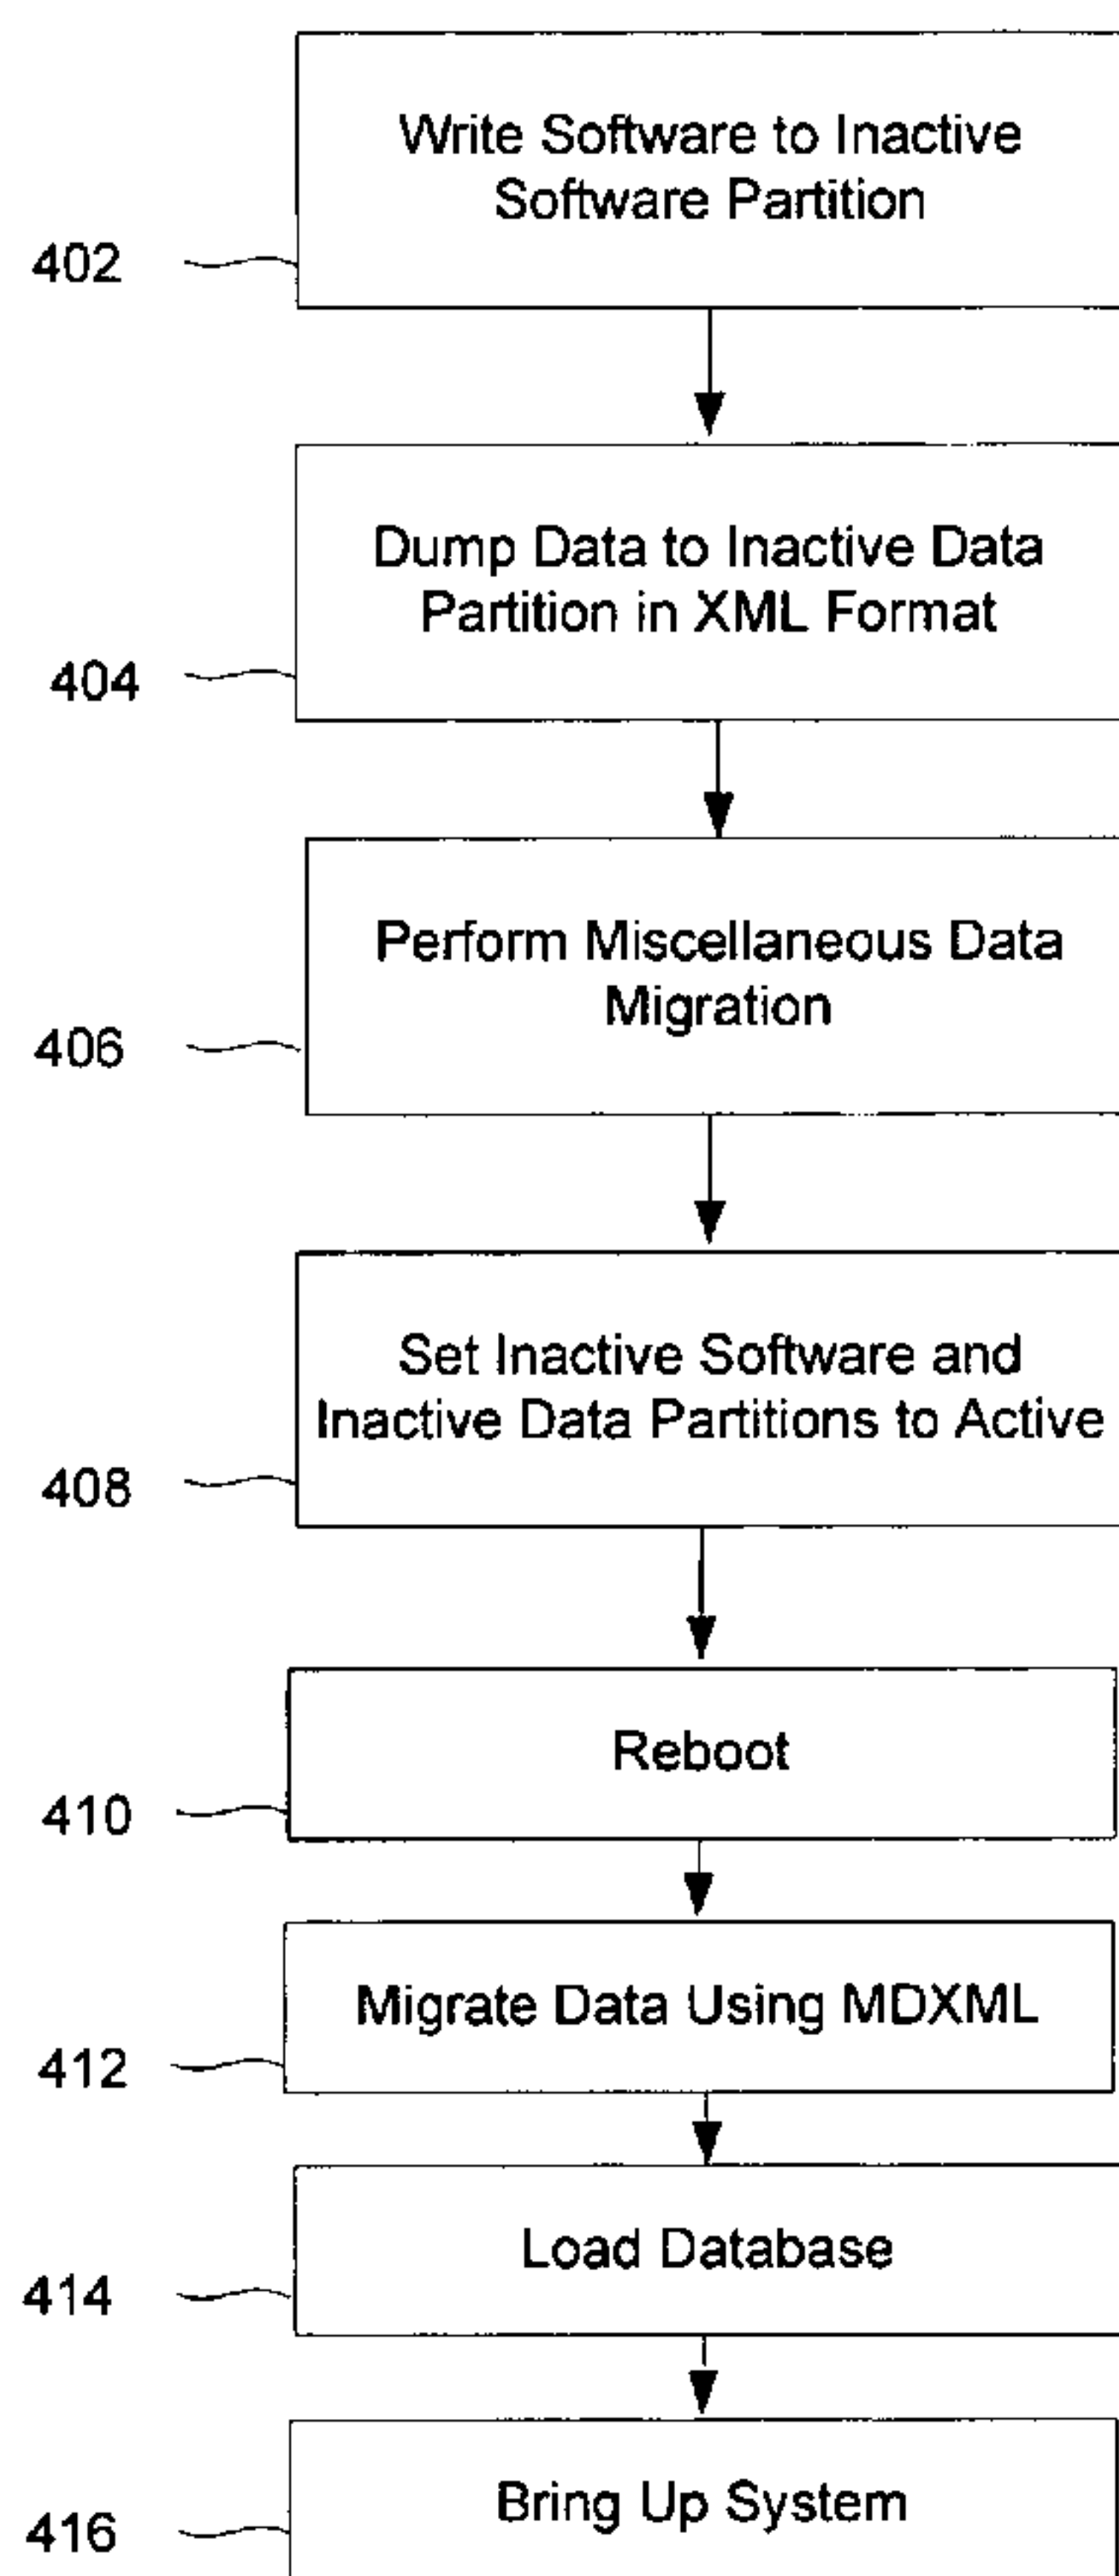 Write Software to Inactive
Software Partition
402
Dump Data to Inactive Data
Partition in XML Format
404
Perform Miscellaneous Data
Migration
406
Set Inactive Software and
Inactive Data Partitions to Active
408
Reboot
410
Migrate Data Using MDXML
412
Load Database
414
Bring Up System
416